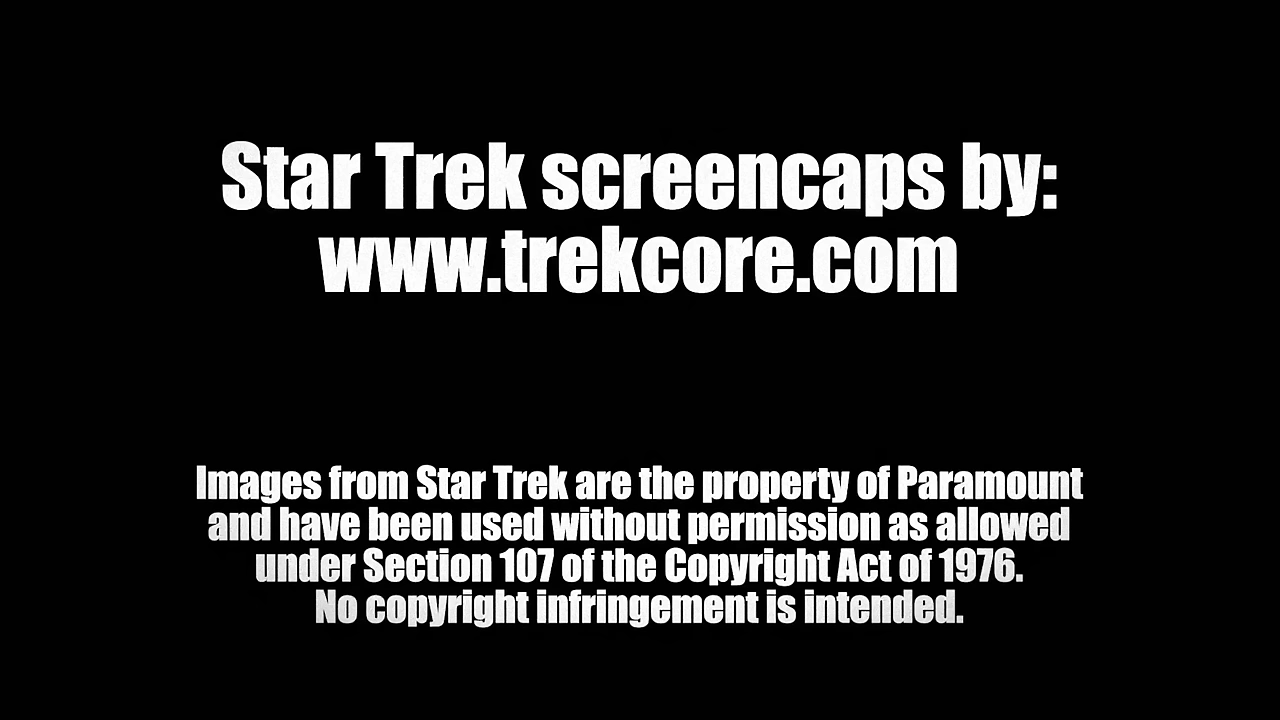 Star Trek screencaps by:
www.trekcore.com
Images from Star Trek are the property of Paramount
and have been used without permission as allowed
under Section 107 of the Copyright Act of 1976.
No copyright infringement is intended.